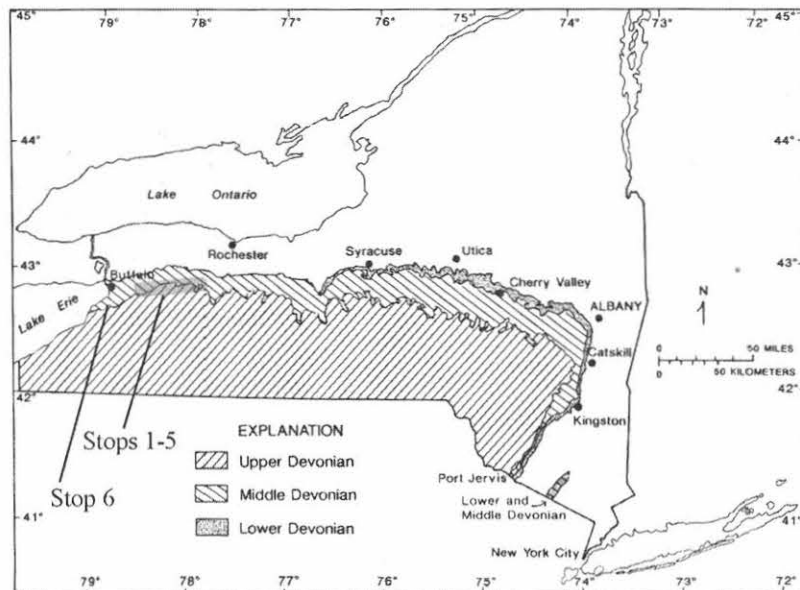 45° 79° 78° 77° 76° 75° 74° 73° 72° 45°
44° 44°
Lake Ontario
Rochester
Syracuse
Utica
43° 43°
Buffalo
Cherry Valley
ALBANY
N
Lake Erie
0 50 MILES
0 50 KILOMETERS
Catskill
42° 42°
Kingston
Stops 1-5
EXPLANATION
Upper Devonian
Port Jervis
Stop 6
Middle Devonian
Lower and
Middle Devonian
Lower Devonian
41° 41°
New York City
79° 78° 77° 76° 75° 74° 73° 72°